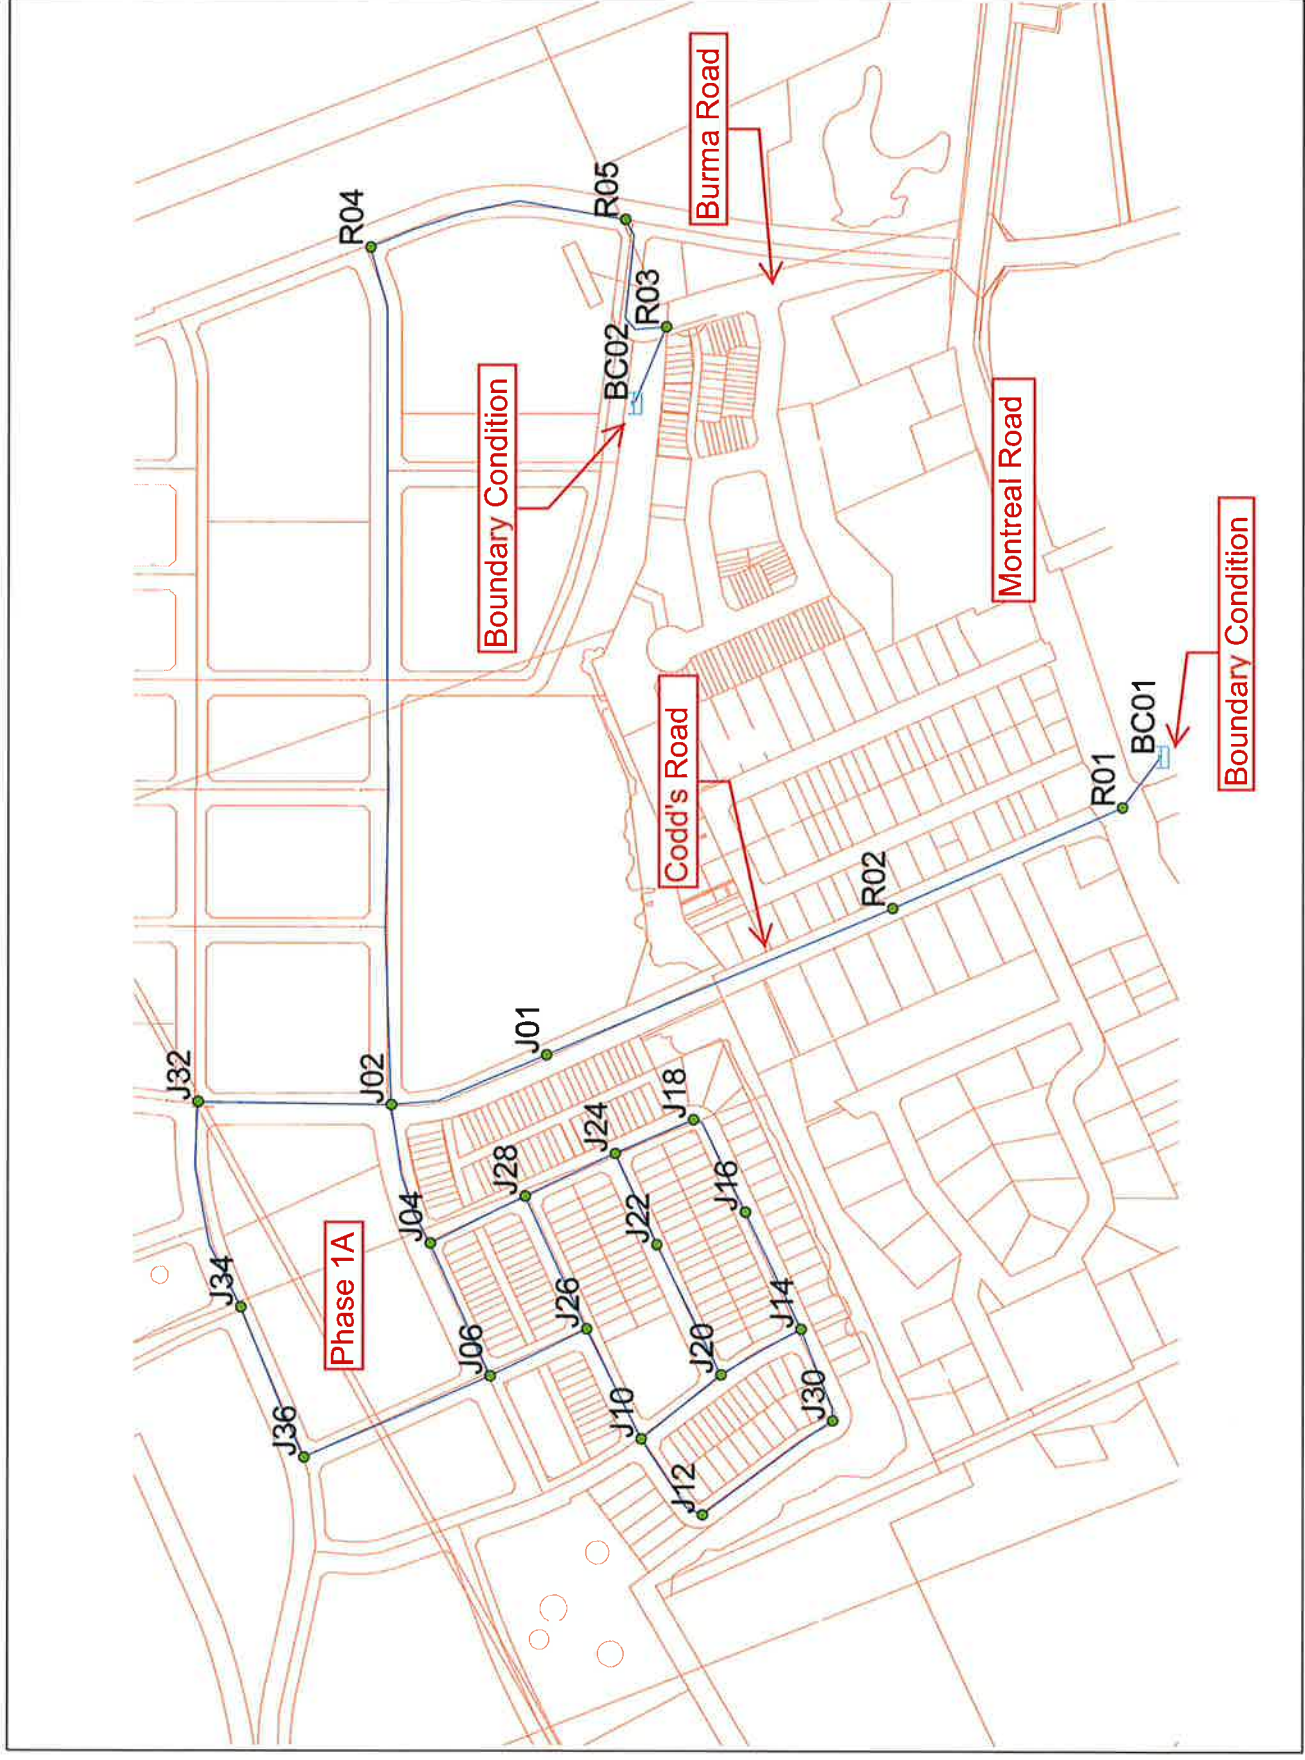 J32
J34
J36
Phase 1A
R04
J02
J04
J06
Boundary Condition
J28
J01
J26
J24
R05
BC02
J10
J22
R03
J18
Codd's Road
J12
J20
Burma Road
J16
J14
J30
R02
Montreal Road
R01
BC01
Boundary Condition